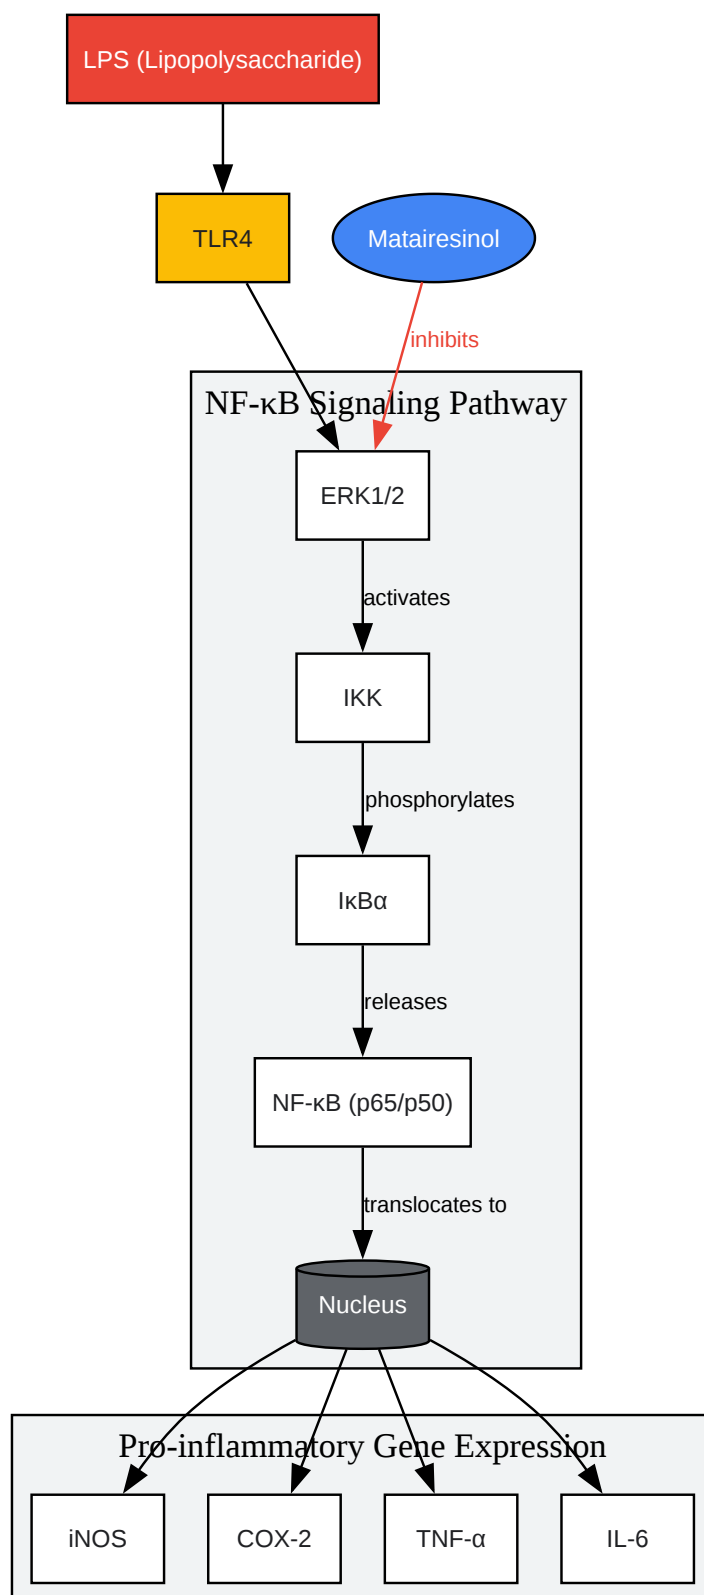 LPS (Lipopolysaccharide)
TLR4
Matairesinol
inhibits
NF-κB Signaling Pathway
ERK1/2
activates
IKK
phosphorylates
IκBα
releases
NF-κB (p65/p50)
translocates to
Nucleus
Pro-inflammatory Gene Expression
iNOS
COX-2
TNF-α
IL-6